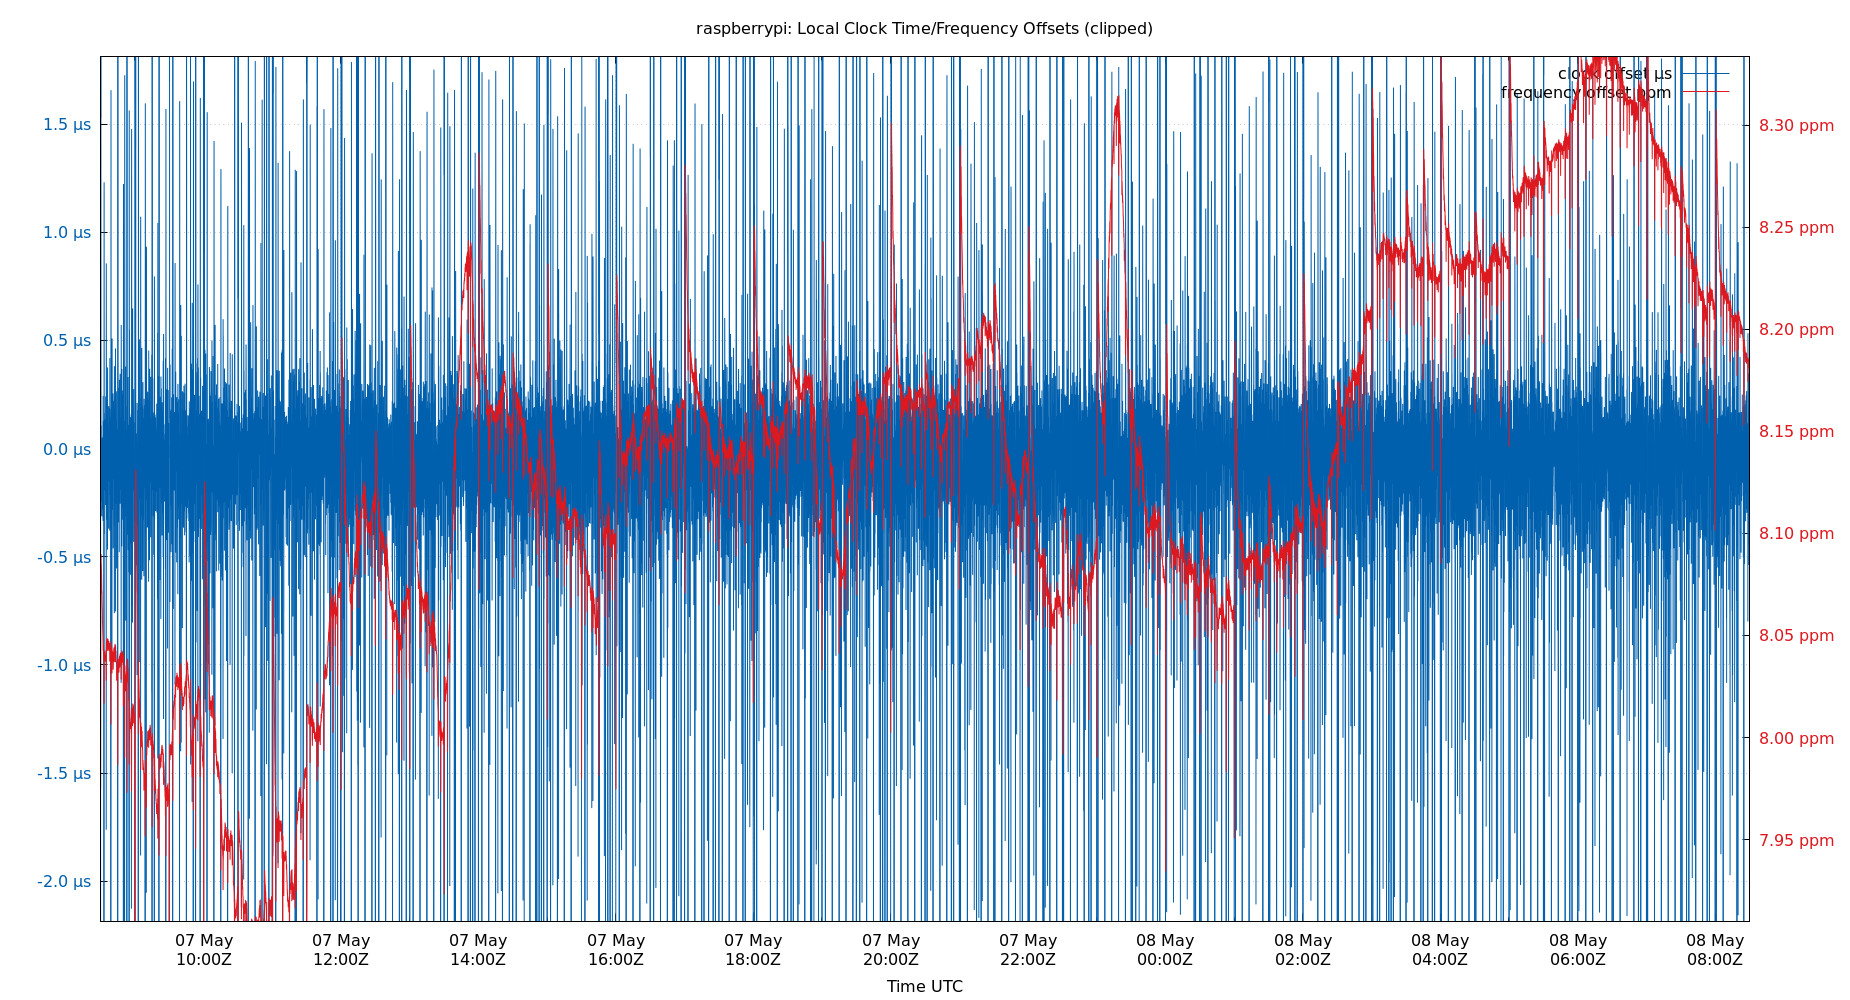 raspberrypi: Local Clock Time/Frequency Offsets (clipped)
clock offset µs
frequency offset ppm
1.5 µs
1.0 µs
0.5 µs
0.0 µs
-0.5 µs
-1.0 µs
-1.5 µs
-2.0 µs
8.30 ppm
8.25 ppm
8.20 ppm
8.15 ppm
8.10 ppm
8.05 ppm
8.00 ppm
7.95 ppm
07 May 07 May 07 May 07 May 07 May 07 May 07 May 08 May 08 May 08 May 08 May 08 May
10:00Z 12:00Z 14:00Z 16:00Z 18:00Z 20:00Z 22:00Z 00:00Z 02:00Z 04:00Z 06:00Z 08:00Z
Time UTC